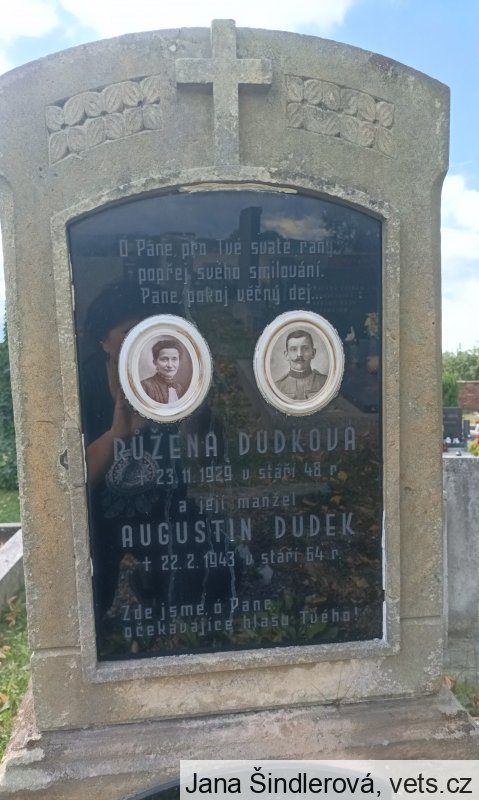 O Pane, pro Tvé svaté rány,
popřej svého smilování.
Pane, pokoj věčný dej...
RŮŽENA DUDKOVÁ
+ 23.11.1929 v stáří 48 r.
a její manžel
AUGUSTIN DUDEK
+ 22.2.1943 v stáří 64 r.
Zde jsme, ó Pane,
očekávajíce hlasu Tvého!
Jana Šindlerová, vets.cz